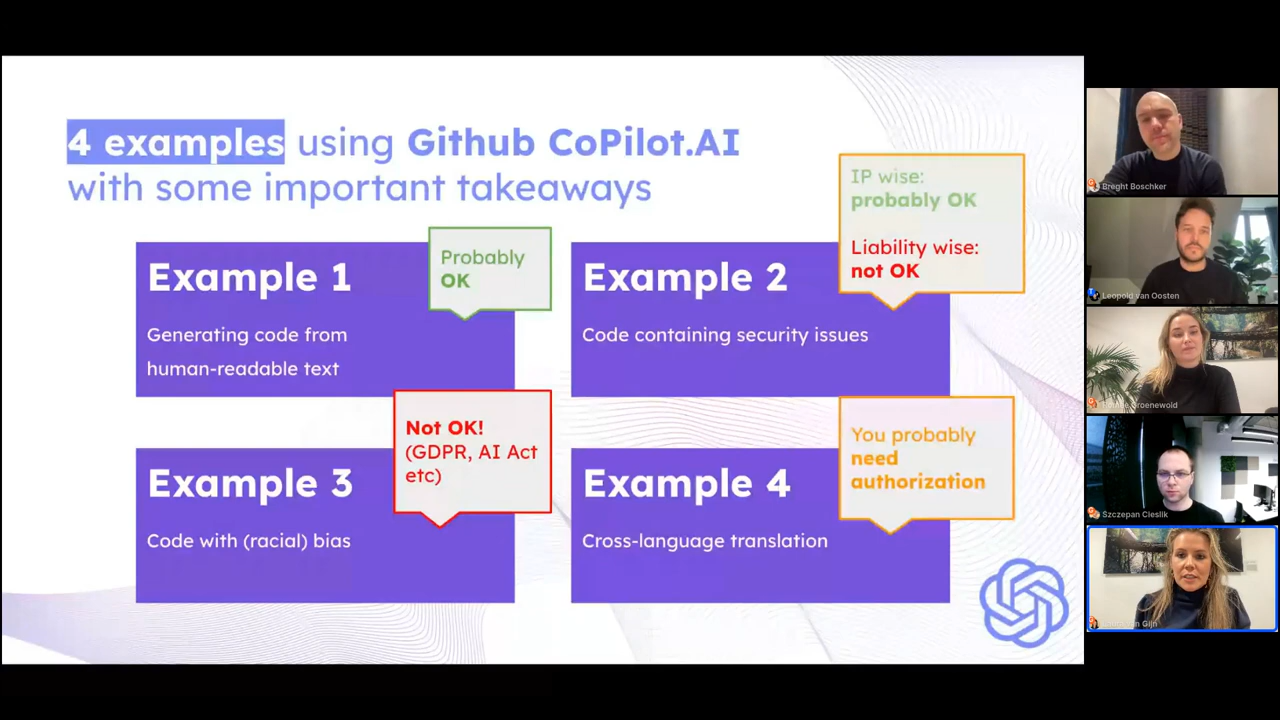 4 examples using Github CoPilot.AI
with some important takeaways
Example 1
Generating code from
human-readable text
Probably
OK
Example 2
Code containing security issues
IP wise:
probably OK
Liability wise:
not OK
Example 3
Code with (racial) bias
Not OK!
(GDPR, AI Act
etc)
Example 4
Cross-language translation
You probably
need
authorization
Breght Boschker
Leopold van Oosten
Groenewold
Szczepan Cieslik
Gijn